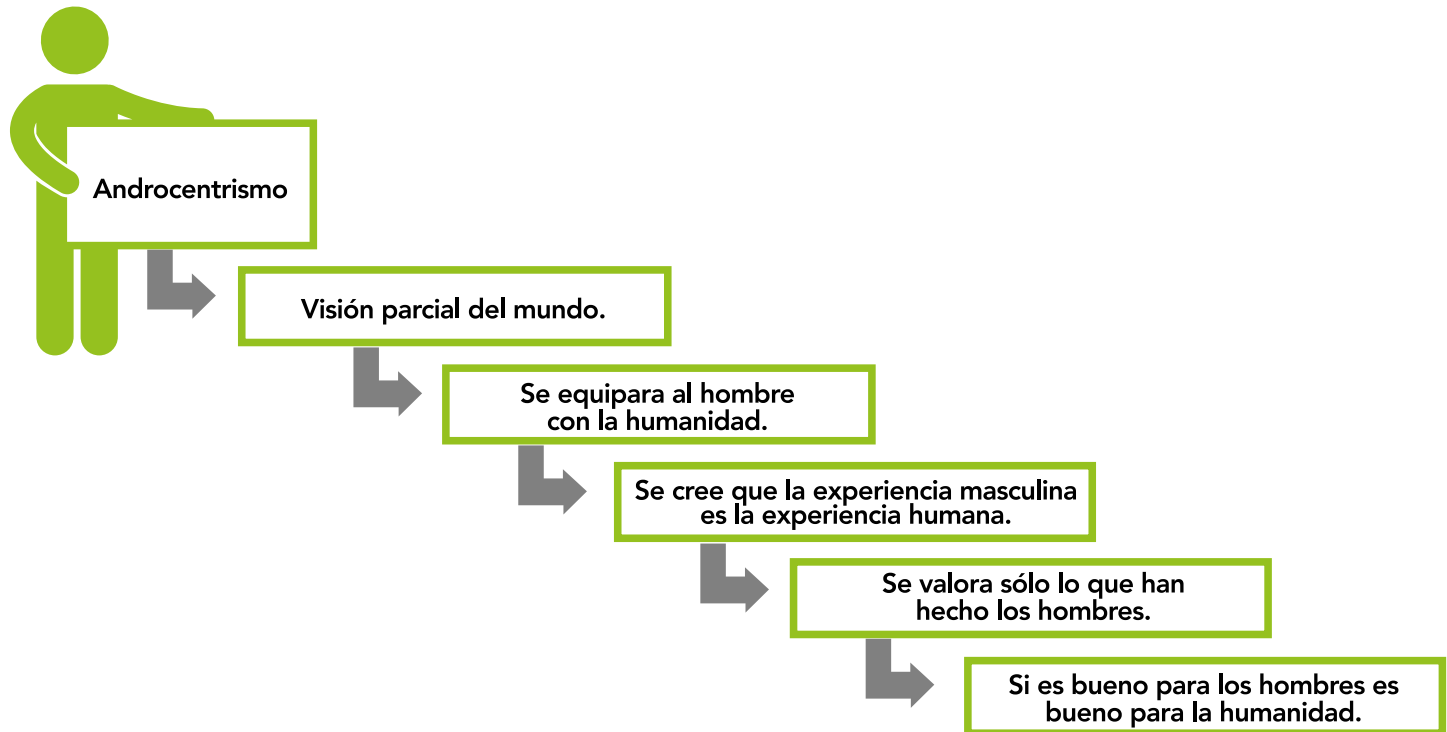 Androcentrismo
Visión parcial del mundo.
Se equipara al hombre
con la humanidad.
Se cree que la experiencia masculina
es la experiencia humana.
Se valora sólo lo que han
hecho los hombres.
Si es bueno para los hombres es
bueno para la humanidad.